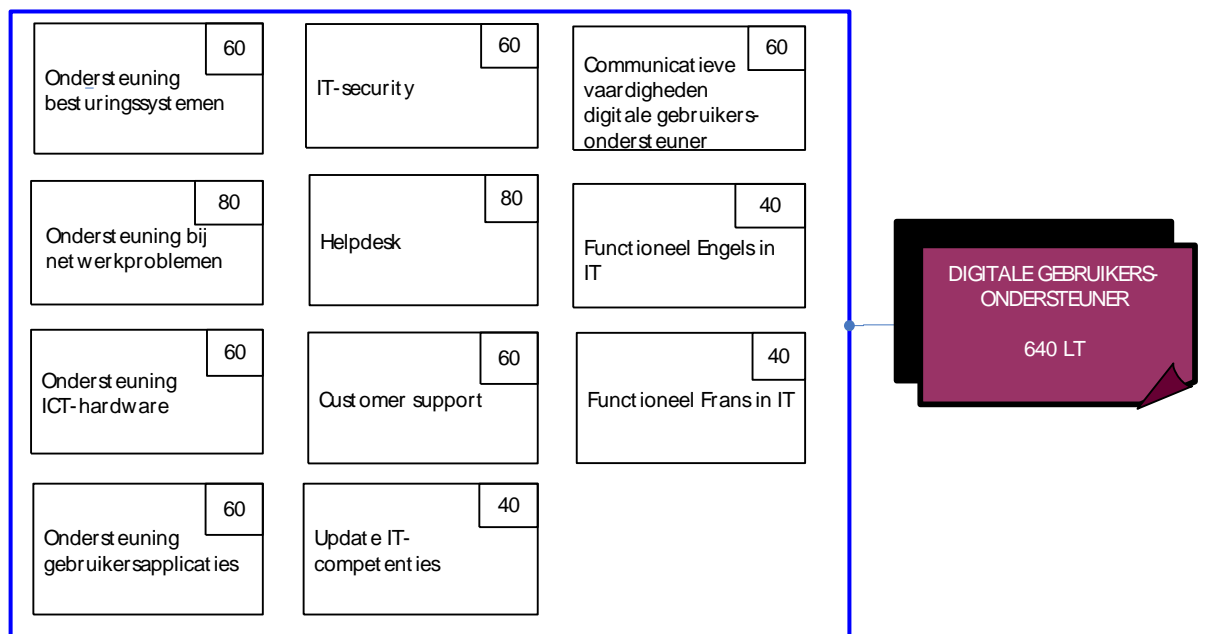 60
Ondersteuning
besturingssystemen
60
IT-security
60
Communicatieve
vaardigheden
digitale gebruikers-
ondersteuner
80
Ondersteuning bij
netwerkproblemen
80
Helpdesk
40
Functioneel Engels in
IT
60
Ondersteuning
ICT-hardware
60
Customer support
40
Functioneel Frans in IT
60
Ondersteuning
gebruikersapplicaties
40
Update IT-
competenties
DIGITALE GEBRUIKERS-
ONDERSTEUNER
640 LT